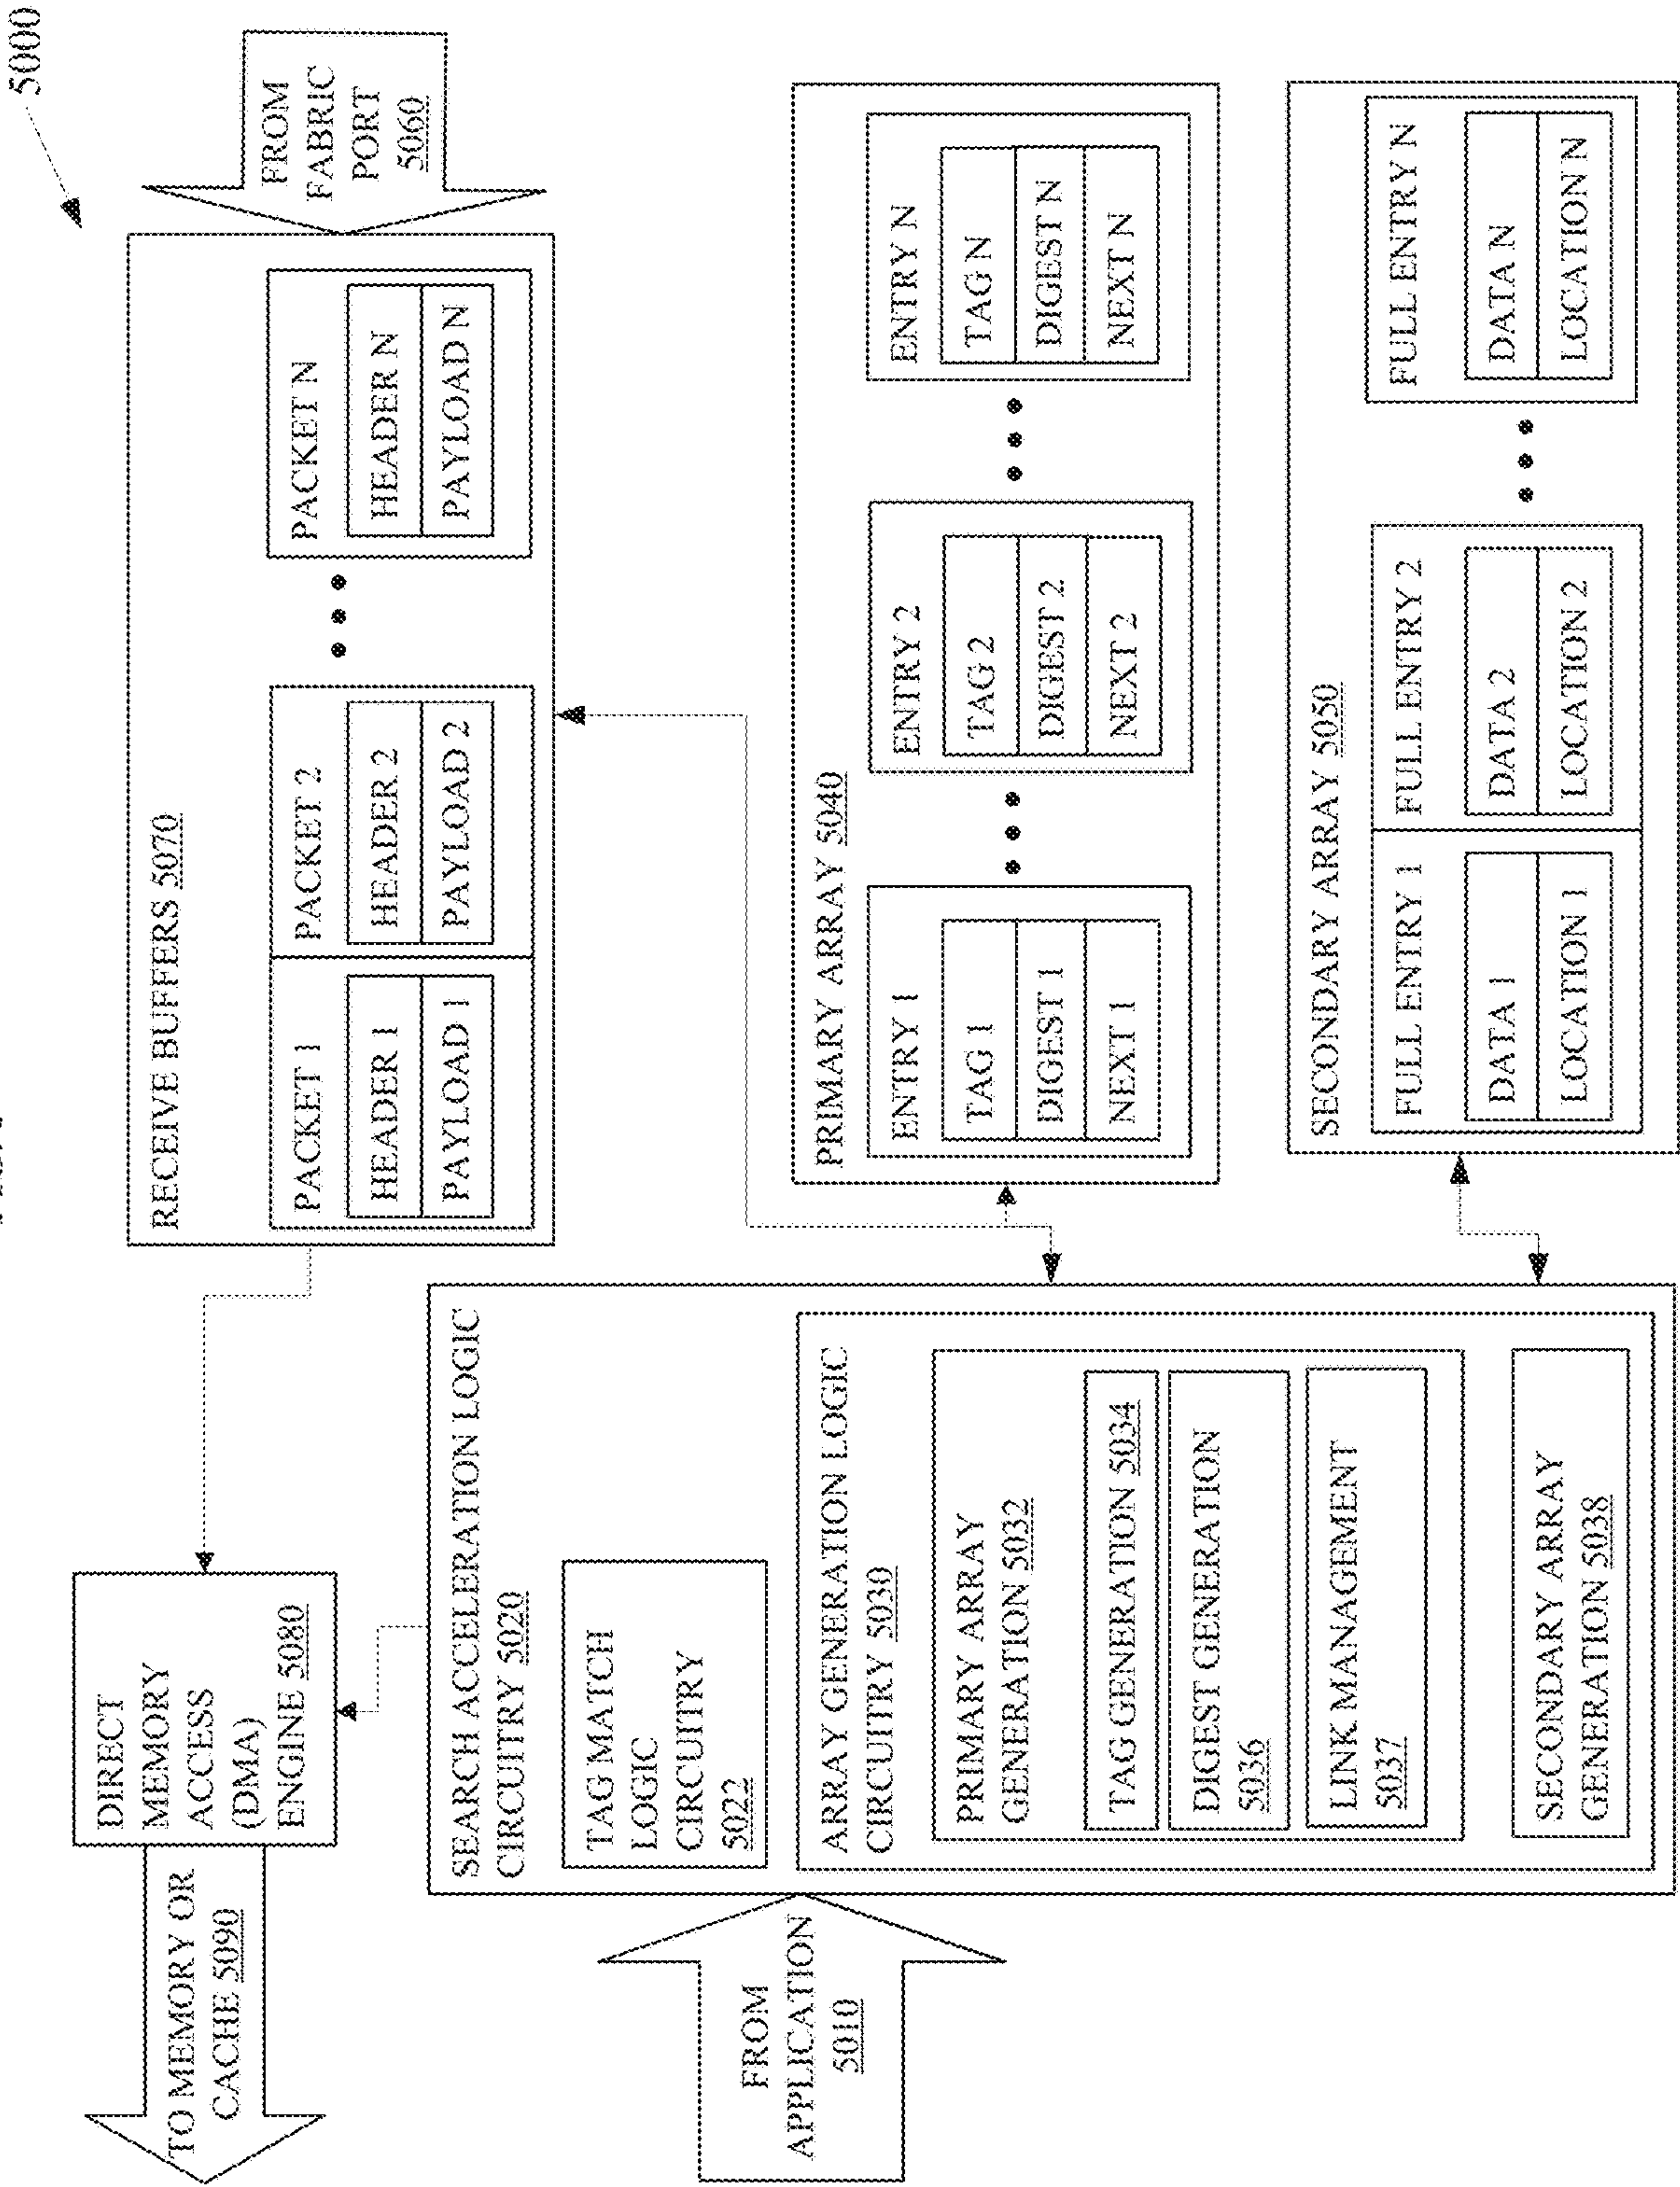 5000
TO MEMORY OR
CACHE 5090
DIRECT
MEMORY
ACCESS
(DMA)
ENGINE 5080
RECEIVE BUFFERS 5070
PACKET 1
HEADER 1
PAYLOAD 1
PACKET 2
HEADER 2
PAYLOAD 2
PACKET N
HEADER N
PAYLOAD N
FROM
FABRIC
PORT
5060
FROM
APPLICATION
5010
SEARCH ACCELERATION LOGIC
CIRCUITRY 5020
TAG MATCH
LOGIC
CIRCUITRY
5022
ARRAY GENERATION LOGIC
CIRCUITRY 5030
PRIMARY ARRAY
GENERATION 5032
TAG GENERATION 5034
DIGEST GENERATION
5036
LINK MANAGEMENT
5037
SECONDARY ARRAY
GENERATION 5038
PRIMARY ARRAY 5040
ENTRY 1
TAG 1
DIGEST 1
NEXT 1
ENTRY 2
TAG 2
DIGEST 2
NEXT 2
ENTRY N
TAG N
DIGEST N
NEXT N
SECONDARY ARRAY 5050
FULL ENTRY 1
DATA 1
LOCATION 1
FULL ENTRY 2
DATA 2
LOCATION 2
FULL ENTRY N
DATA N
LOCATION N